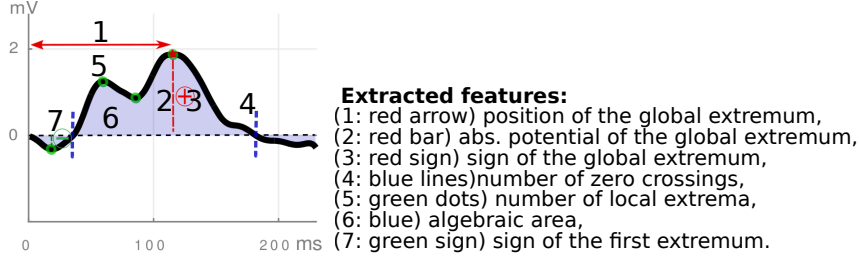 mV
1
2
5
7
6
2
3
4
0
0
100
200 ms
Extracted features:
(1: red arrow) position of the global extremum,
(2: red bar) abs. potential of the global extremum,
(3: red sign) sign of the global extremum,
(4: blue lines)number of zero crossings,
(5: green dots) number of local extrema,
(6: blue) algebraic area,
(7: green sign) sign of the first extremum.